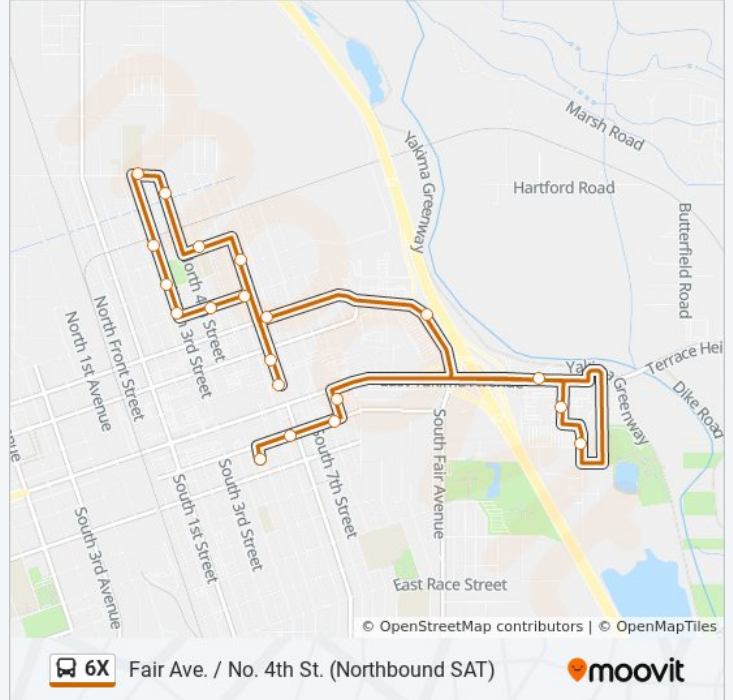 Marsh Road
Yakima Greenway
Hartford Road
Butterfield Road
North 4 Street
North Front Street
North 1st Avenue
3rd Street
Yakima Greenway
Terrace Hei
Dike Road
South 7th Street
South Fair Avenue
South 3rd Street
South 1st Street
South 3rd Avenue
East Race Street
© OpenStreetMap contributors | © OpenMapTiles
6X Fair Ave. / No. 4th St. (Northbound SAT) moovit